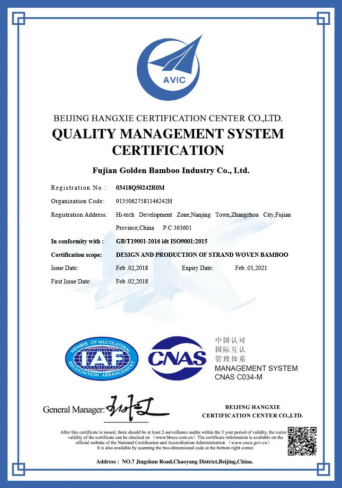 AVIC
BEIJING HANGXIE CERTIFICATION CENTER CO.,LTD.
QUALITY MANAGEMENT SYSTEM
CERTIFICATION
Fujian Golden Bamboo Industry Co., Ltd.
Registration No : 03418Q50242R0M
Organization Code: 91350627581146242H
Registration Address: Hi-tech Development Zone,Nanjing Town,Zhangzhou City,Fujian
Province,China P.C 363601
In conformity with : GB/T19001-2016 idt ISO9001:2015
Certification scope: DESIGN AND PRODUCTION OF STRAND WOVEN BAMBOO
Issue Date: Feb .02,2018 Expiry Date: Feb .01,2021
First Issue Date: Feb .02,2018
MEMBER OF MULTILATERAL
IAF
RECOGNITION ARRANGEMENT
CNAS
中国认可
国际互认
管理体系
MANAGEMENT SYSTEM
CNAS C034-M
General Manager:
BEIJING HANGXIE
CERTIFICATION CENTER CO.,LTD.
After this certificate is issued, there should be at least 2 surveillance audits within the 3 year period of validity, the current
validity of the certificate can be checked on The certificate information is available on the
official website of the National Certification and Accreditation Administration ( www.cnca.gov.cn )
It is also available by scanning the two-dimensional code at the bottom right corner.
Address : NO.7 Jingshun Road,Chaoyang District,Beijing,China.